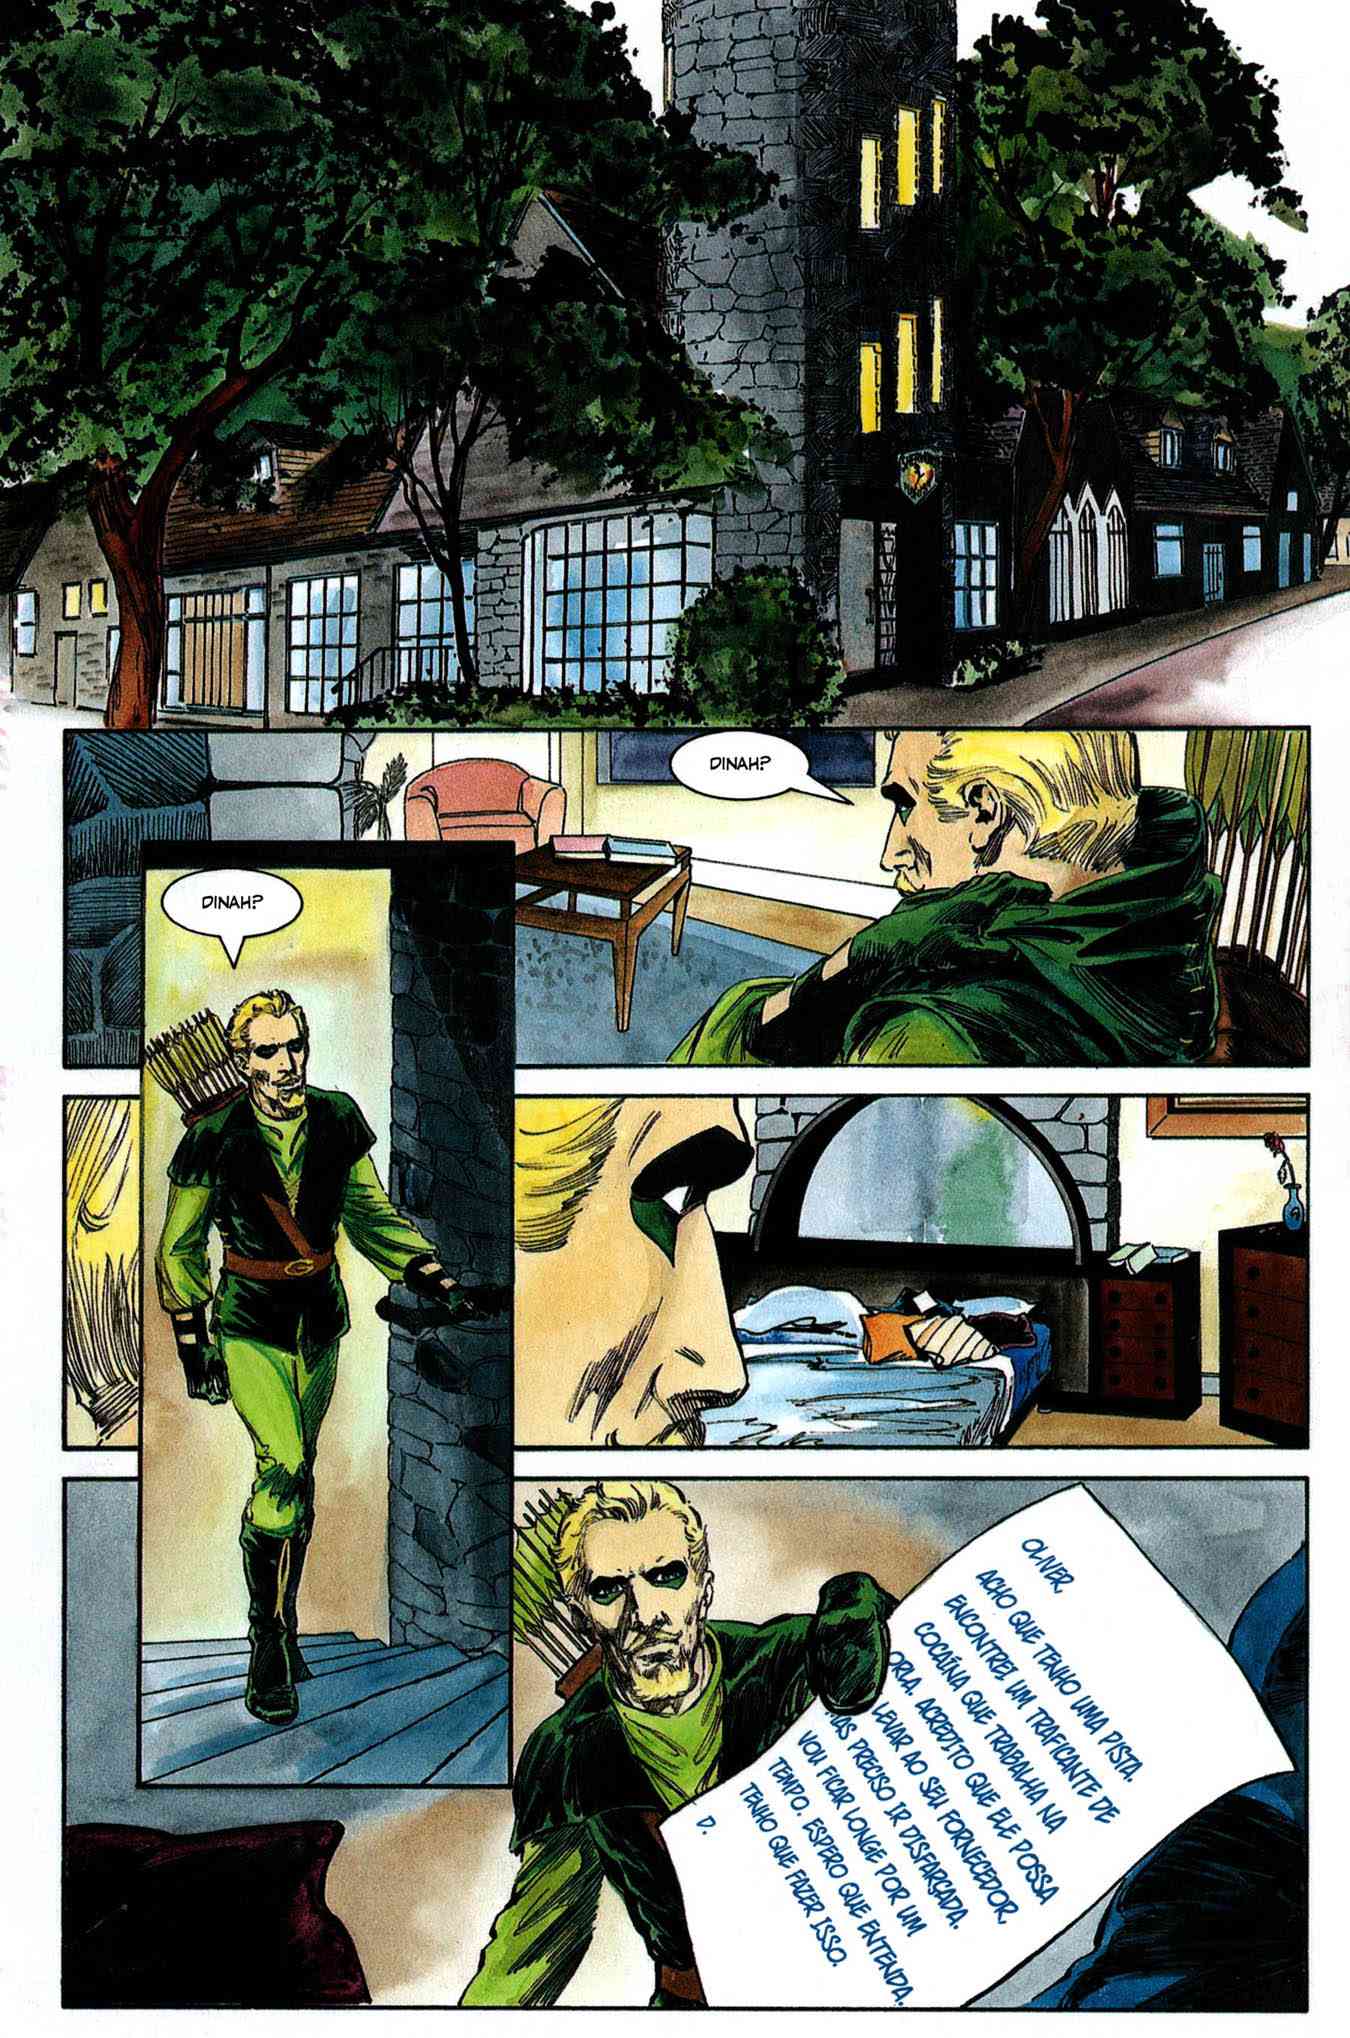 DINAH?
DINAH?
OLIVER,
ACHO QUE TENHO UMA PISTA.
ENCONTREI UM TRAFICANTE DE
COCAÍNA QUE TRABALHA NA
ORA. ACREDITO QUE ELE POSSA
LEVAR AO SEU FORNECEDOR,
MAS PRECISO IR DISFARÇADA.
VOU FICAR LONGE POR UM
TEMPO. ESPERO QUE ENTENDA.
TENHO QUE FAZER ISSO.
D.